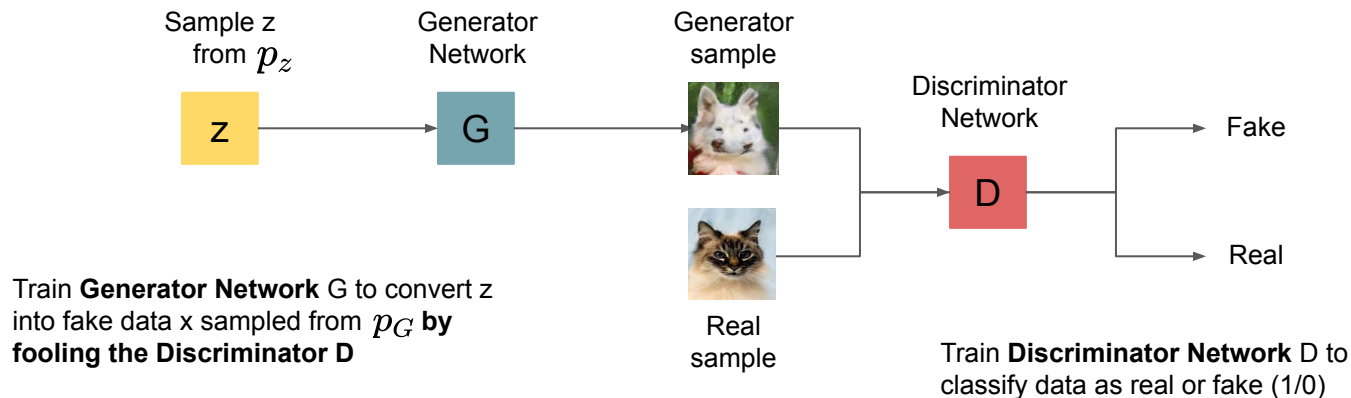 Sample z
from p_z
Generator
Network
Generator
sample
Discriminator
Network
z
G
D
Fake
Real
Real
sample
Train Generator Network G to convert z
into fake data x sampled from p_G by
fooling the Discriminator D
Train Discriminator Network D to
classify data as real or fake (1/0)